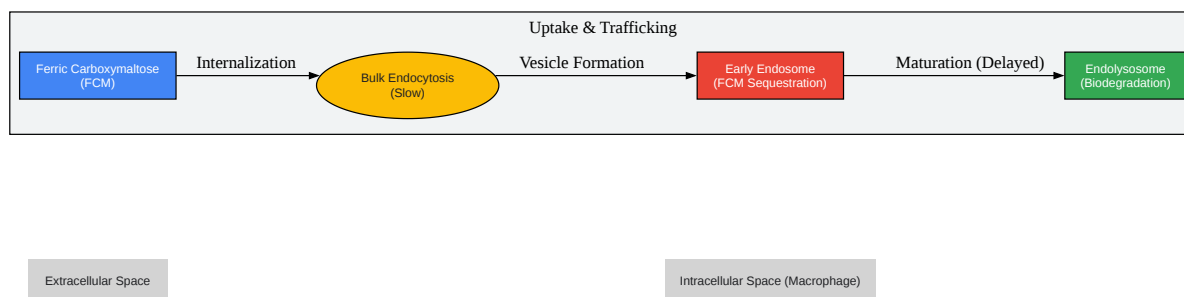 Uptake & Trafficking
Ferric Carboxymaltose
(FCM)
Internalization
Bulk Endocytosis
(Slow)
Vesicle Formation
Early Endosome
(FCM Sequestration)
Maturation (Delayed)
Endolysosome
(Biodegradation)
Extracellular Space
Intracellular Space (Macrophage)